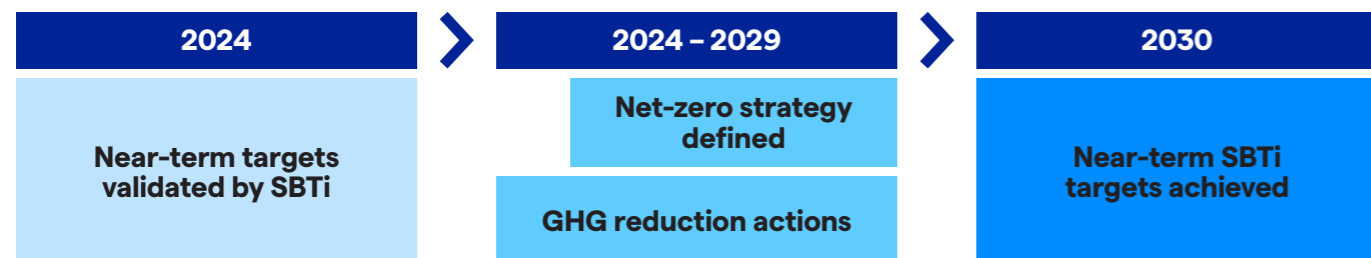 2024
2024 – 2029
2030
Near-term targets
validated by SBTi
Net-zero strategy
defined
GHG reduction actions
Near-term SBTi
targets achieved